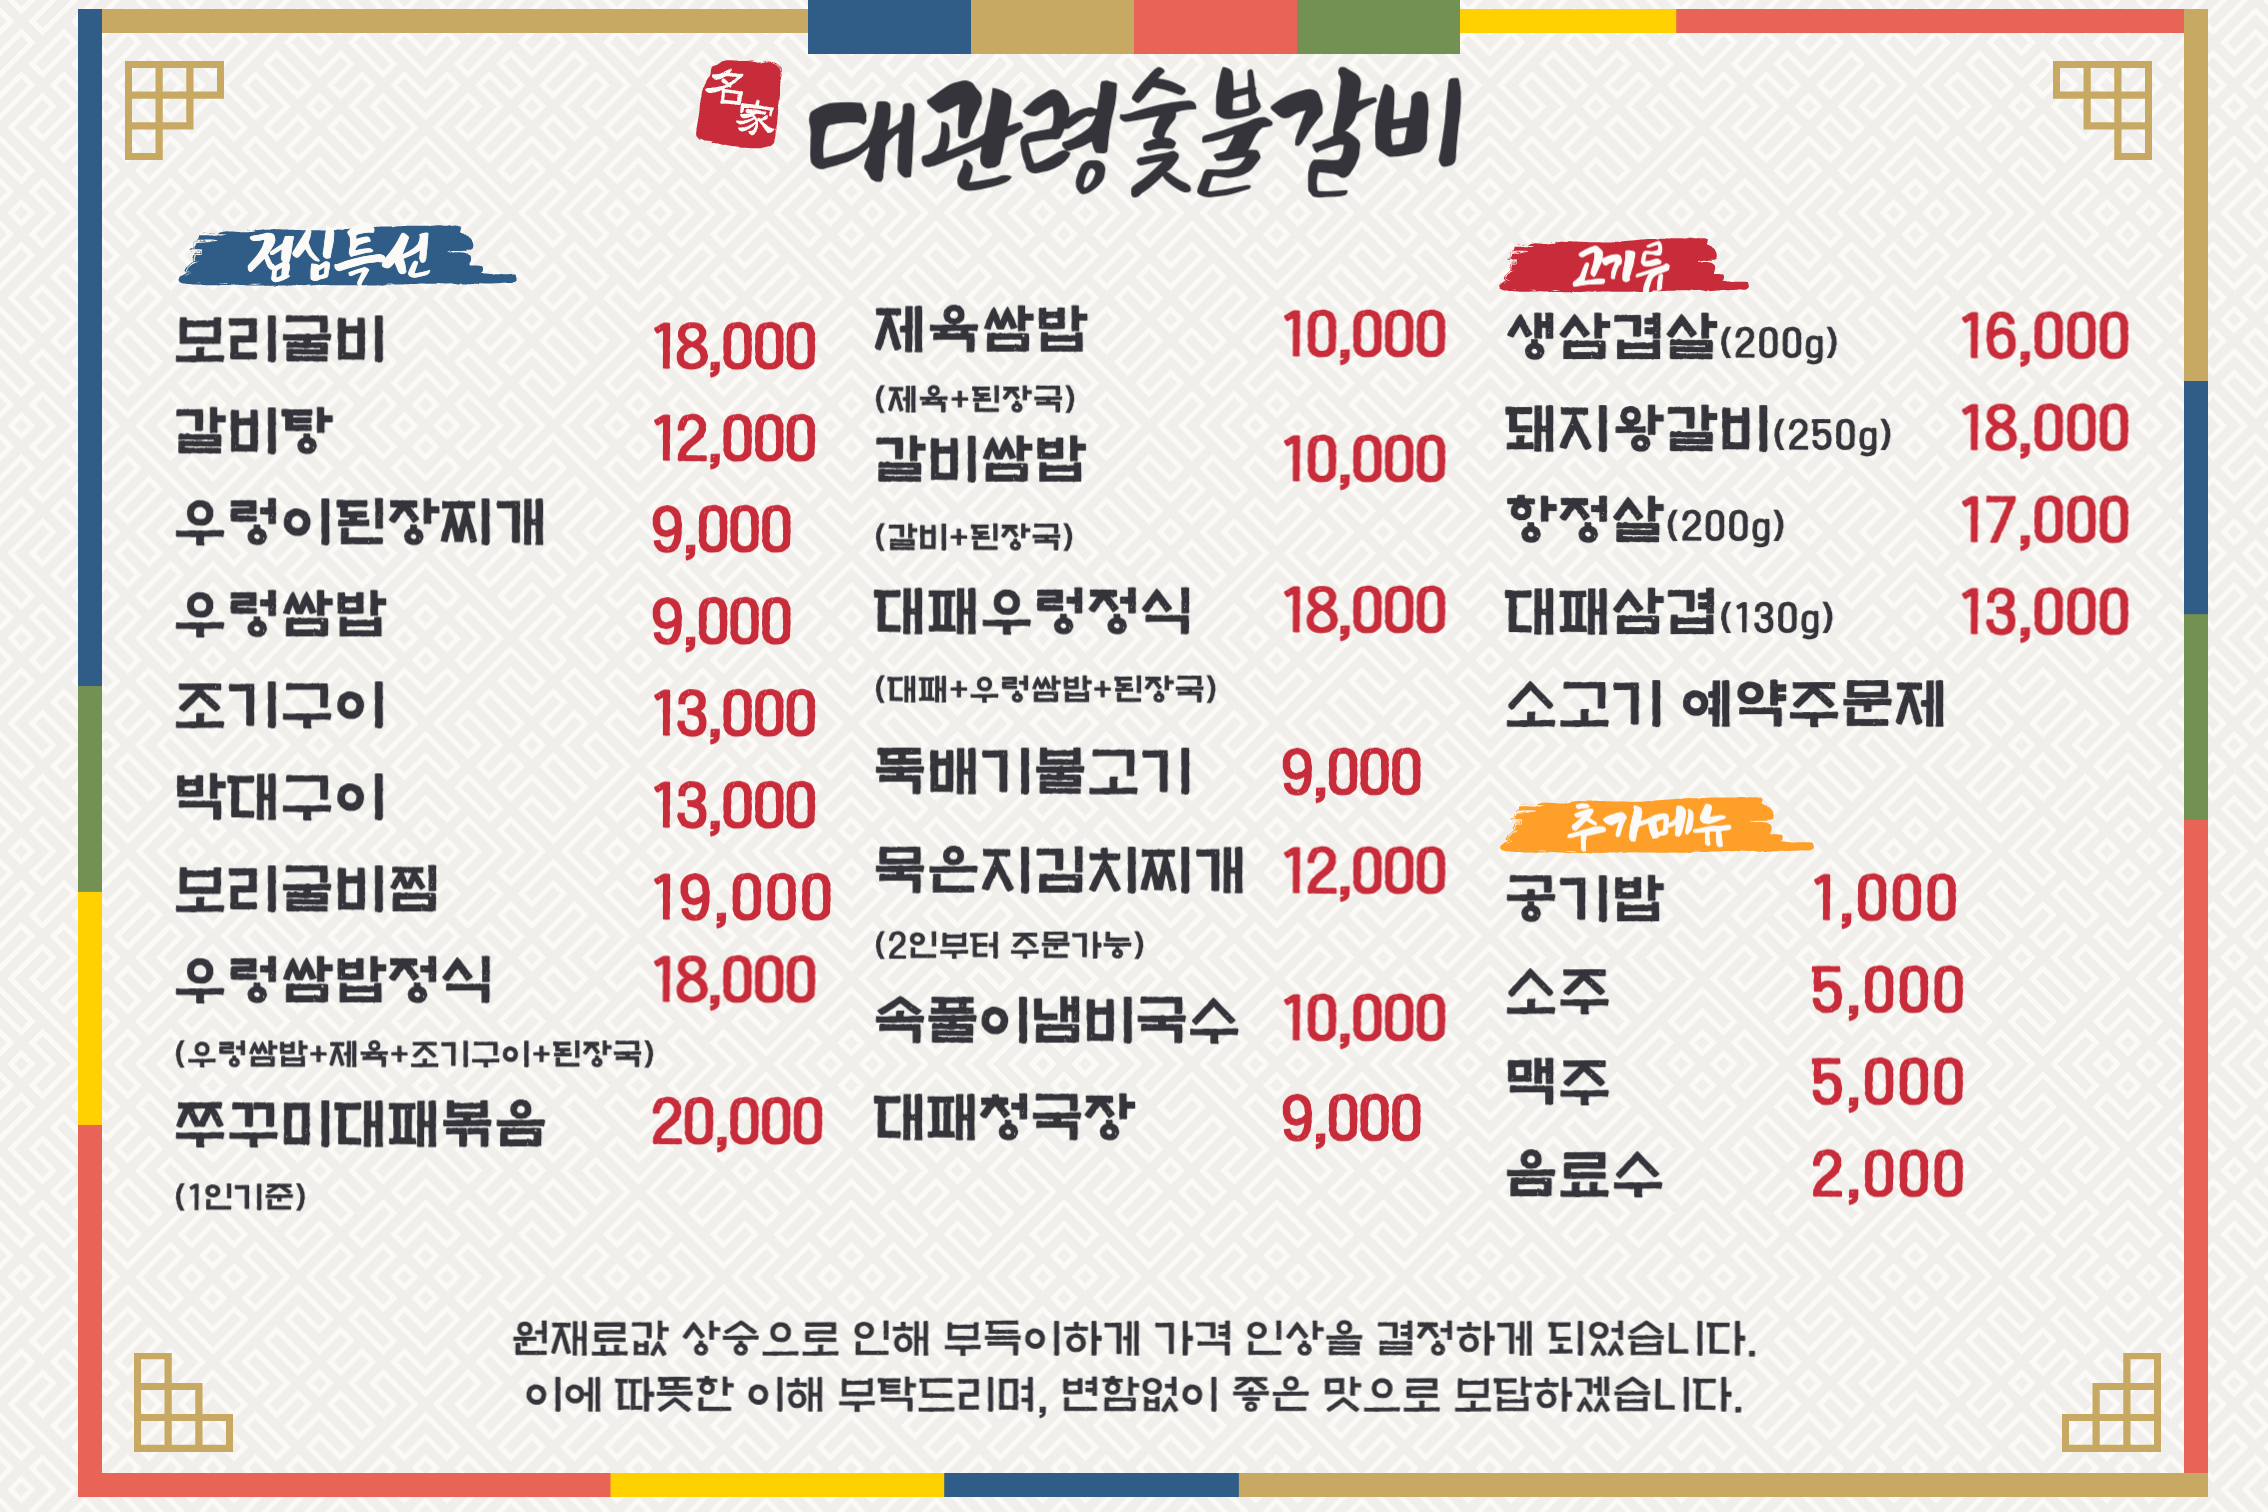 名家
대관령숯불갈비
점심특선
보리굴비 18,000
갈비탕 12,000
우렁이된장찌개 9,000
우렁쌈밥 9,000
조기구이 13,000
박대구이 13,000
보리굴비찜 19,000
우렁쌈밥정식 18,000
(우렁쌈밥+제육+조기구이+된장국)
쭈꾸미대패볶음 20,000
(1인기준)
제육쌈밥 10,000
(제육+된장국)
갈비쌈밥 10,000
(갈비+된장국)
대패우렁정식 18,000
(대패+우렁쌈밥+된장국)
뚝배기불고기 9,000
묵은지김치찌개 12,000
(2인부터 주문가능)
속풀이냄비국수 10,000
대패청국장 9,000
고기류
생삼겹살(200g) 16,000
돼지왕갈비(250g) 18,000
항정살(200g) 17,000
대패삼겹(130g) 13,000
소고기 예약주문제
추가메뉴
공기밥 1,000
소주 5,000
맥주 5,000
음료수 2,000
원재료값 상승으로 인해 부득이하게 가격 인상을 결정하게 되었습니다.
이에 따뜻한 이해 부탁드리며, 변함없이 좋은 맛으로 보답하겠습니다.